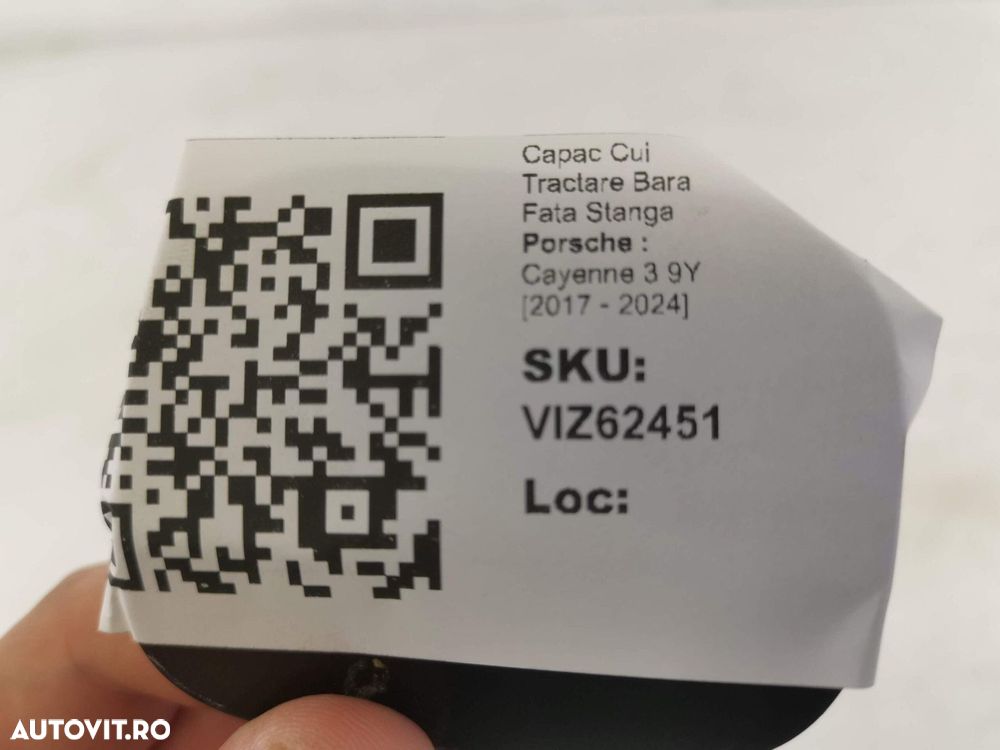 Capac Cui
Tractare Bara
Fata Stanga
Porsche :
Cayenne 3 9Y
[2017 - 2024]
SKU:
VIZ62451
Loc:
AUTOVIT.RO